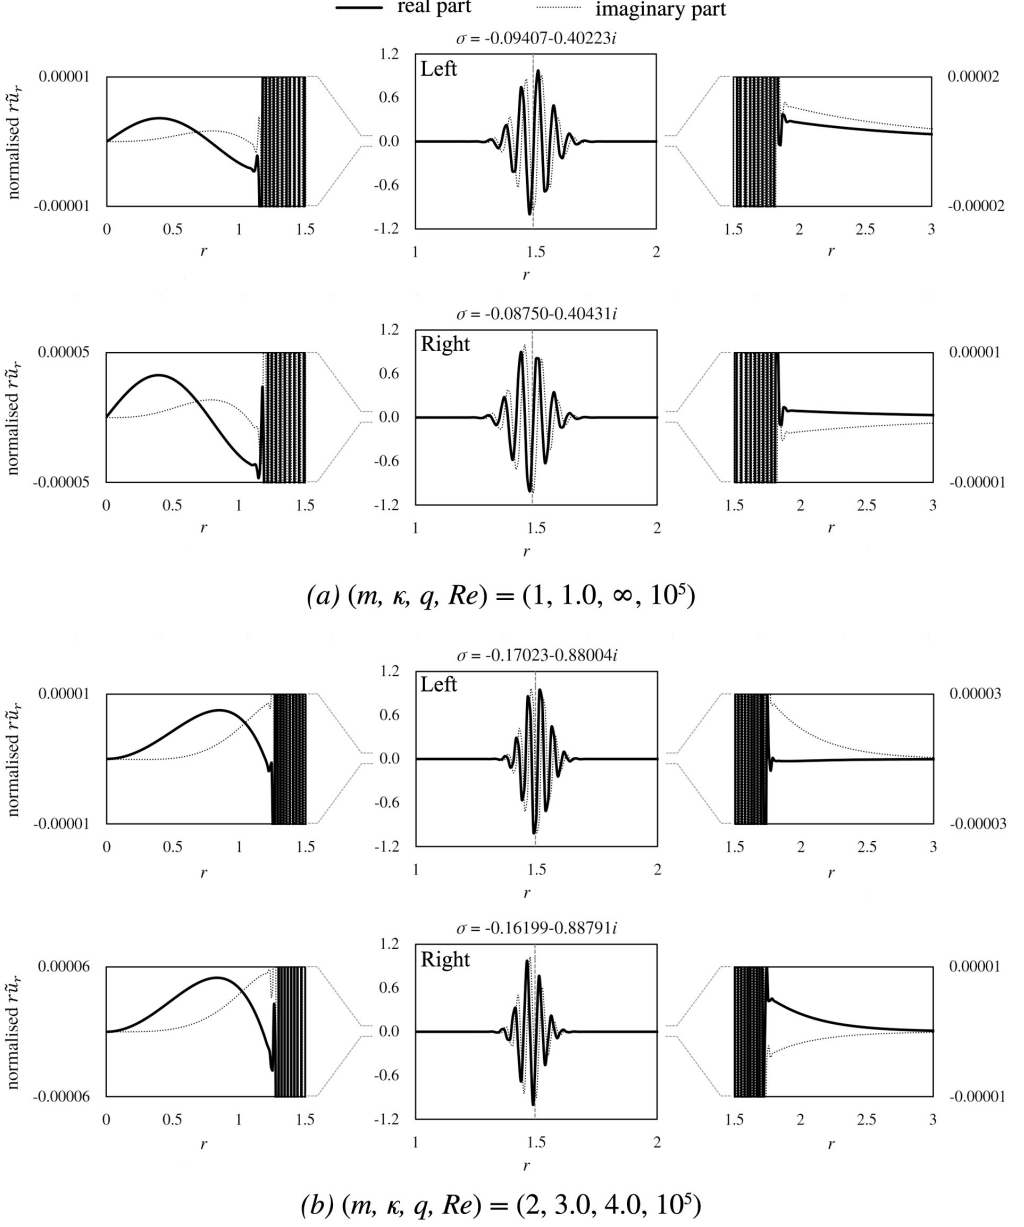 real part imaginary part
σ = -0.09407-0.40223i
normalised rũᵣ
0.00001
-0.00001
0 0.5 1 1.5
r
Left
1.2
0.6
0.0
-0.6
-1.2
1 1.5 2
r
0.00002
-0.00002
1.5 2 2.5 3
r
σ = -0.08750-0.40431i
normalised rũᵣ
0.00005
-0.00005
0 0.5 1 1.5
r
Right
1.2
0.6
0.0
-0.6
-1.2
1 1.5 2
r
0.00001
-0.00001
1.5 2 2.5 3
r
(a) (m, κ, q, Re) = (1, 1.0, ∞, 10⁵)
σ = -0.17023-0.88004i
normalised rũᵣ
0.00001
-0.00001
0 0.5 1 1.5
r
Left
1.2
0.6
0.0
-0.6
-1.2
1 1.5 2
r
0.00003
-0.00003
1.5 2 2.5 3
r
σ = -0.16199-0.88791i
normalised rũᵣ
0.00006
-0.00006
0 0.5 1 1.5
r
Right
1.2
0.6
0.0
-0.6
-1.2
1 1.5 2
r
0.00001
-0.00001
1.5 2 2.5 3
r
(b) (m, κ, q, Re) = (2, 3.0, 4.0, 10⁵)